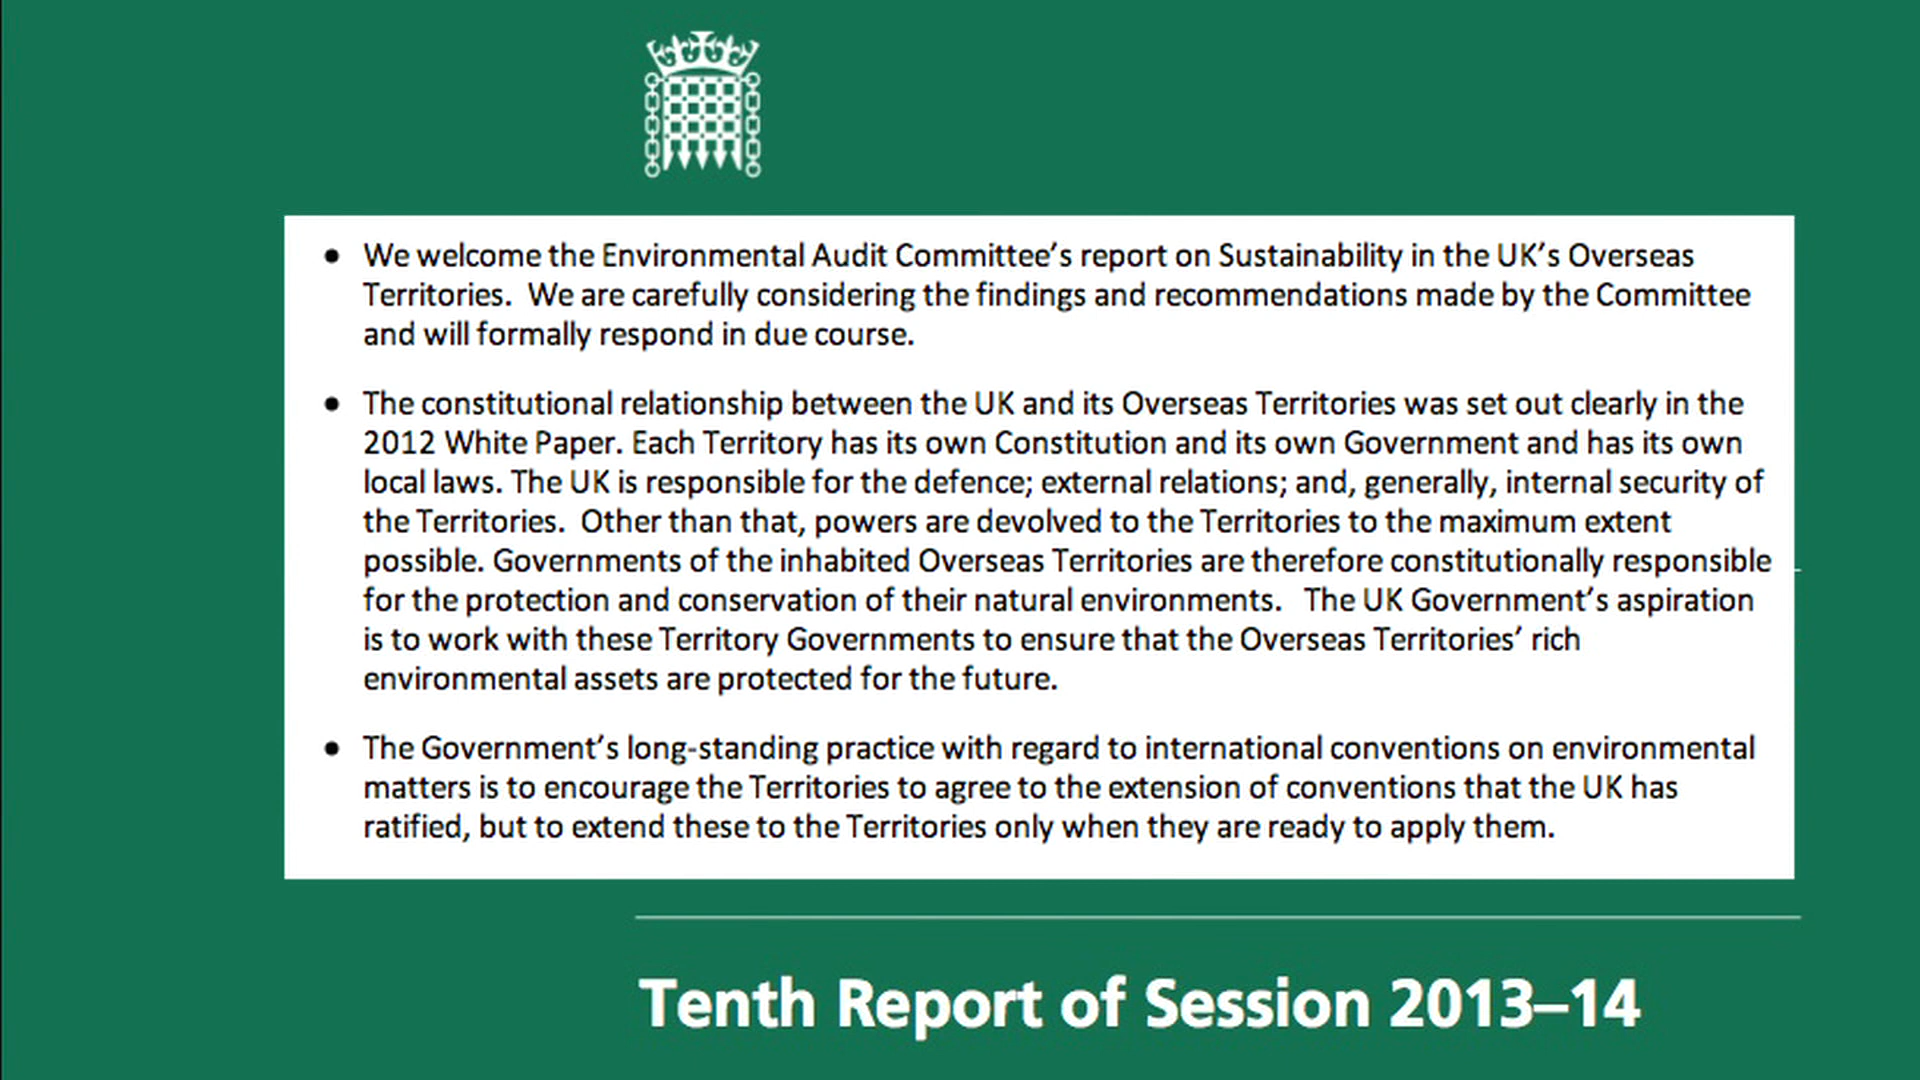 • We welcome the Environmental Audit Committee’s report on Sustainability in the UK’s Overseas
Territories.  We are carefully considering the findings and recommendations made by the Committee
and will formally respond in due course.
• The constitutional relationship between the UK and its Overseas Territories was set out clearly in the
2012 White Paper. Each Territory has its own Constitution and its own Government and has its own
local laws. The UK is responsible for the defence; external relations; and, generally, internal security of
the Territories.  Other than that, powers are devolved to the Territories to the maximum extent
possible. Governments of the inhabited Overseas Territories are therefore constitutionally responsible
for the protection and conservation of their natural environments.   The UK Government’s aspiration
is to work with these Territory Governments to ensure that the Overseas Territories’ rich
environmental assets are protected for the future.
• The Government’s long-standing practice with regard to international conventions on environmental
matters is to encourage the Territories to agree to the extension of conventions that the UK has
ratified, but to extend these to the Territories only when they are ready to apply them.
Tenth Report of Session 2013–14